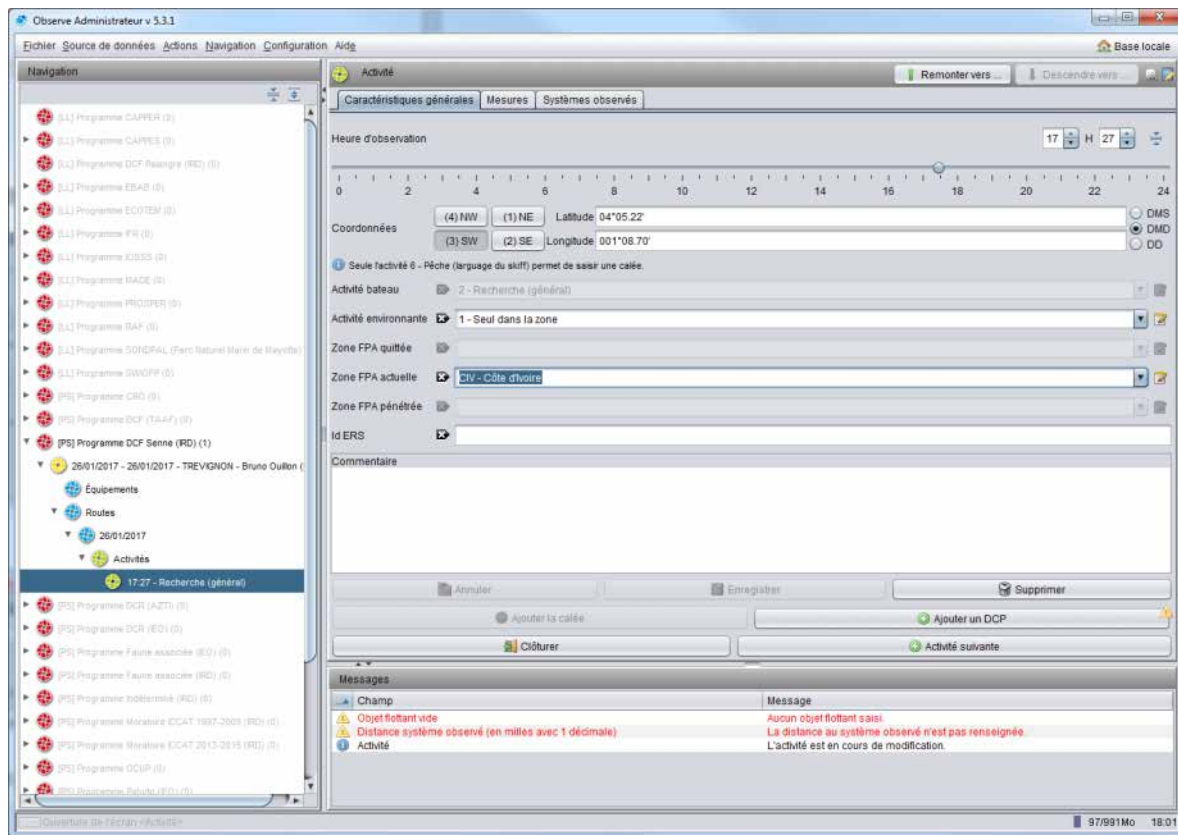 Observe Administrateur v 5.3.1
Fichier Source de données Actions Navigation Configuration Aide
Base locale
Navigation
[LL] Programme CAPPER (0)
[LL] Programme CAPPES (0)
[LL] Programme DCF Palangre (IRD) (0)
[LL] Programme EBAB (0)
[LL] Programme ECOTEM (0)
[LL] Programme IFR (0)
[LL] Programme IOSSS (0)
[LL] Programme MADE (0)
[LL] Programme PROSPER (0)
[LL] Programme RAF (0)
[LL] Programme SONDPAL (Parc Naturel Marin de Mayotte)
[LL] Programme SWIOFP (0)
[PS] Programme CRO (0)
[PS] Programme DCF (TAAF) (0)
[PS] Programme DCF Senne (IRD) (1)
26/01/2017 - 26/01/2017 - TREVIGNON - Bruno Ouillon (
Équipements
Routes
26/01/2017
Activités
17:27 - Recherche (général)
[PS] Programme DCR (AZTI) (0)
[PS] Programme DCR (IEO) (0)
[PS] Programme Faune associée (IEO) (0)
[PS] Programme Faune associée (IRD) (0)
[PS] Programme Indéterminé (IRD) (0)
[PS] Programme Moratoire ICCAT 1997-2005 (IRD) (0)
[PS] Programme Moratoire ICCAT 2013-2015 (IRD) (0)
[PS] Programme OCUP (0)
[PS] Programme Patudo (IEO) (0)
Activité
Remonter vers ...
Descendre vers ...
Caractéristiques générales
Mesures
Systèmes observés
Heure d'observation
17 H 27
0 2 4 6 8 10 12 14 16 18 20 22 24
Coordonnées
(4) NW (1) NE Latitude 04°05.22'
(3) SW (2) SE Longitude 001°08.70'
DMS
DMD
DD
Seule l'activité 6 - Pêche (larguage du skiff) permet de saisir une calée.
Activité bateau 2 - Recherche (général)
Activité environnante 1 - Seul dans la zone
Zone FPA quittée
Zone FPA actuelle CIV - Côte d'Ivoire
Zone FPA pénétrée
Id ERS
Commentaire
Annuler
Enregistrer
Supprimer
Ajouter la calée
Ajouter un DCP
Clôturer
Activité suivante
Messages
Champ Message
Objet flottant vide Aucun objet flottant saisi.
Distance système observé (en milles avec 1 décimale) La distance au système observé n'est pas renseignée.
Activité L'activité est en cours de modification.
Ouverture de l'écran <Activité>
97/991Mo 18:01